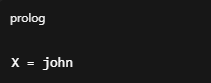 prolog
X = john